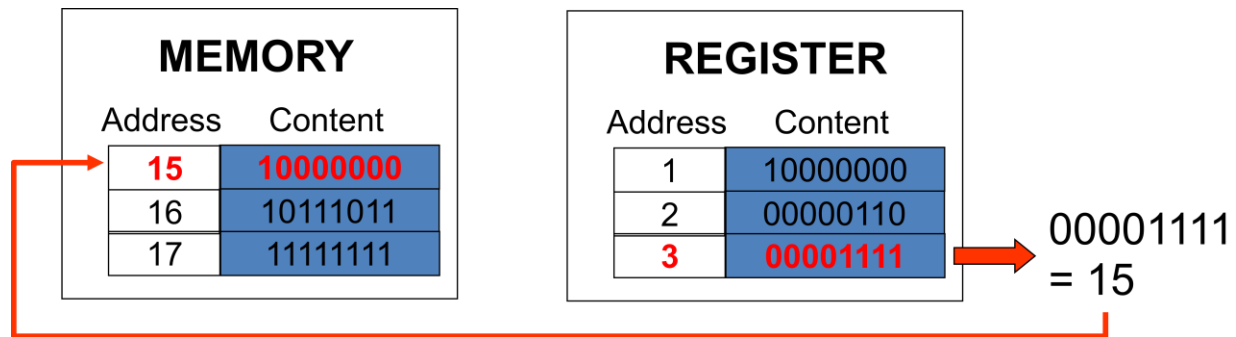 MEMORY
Address Content
15 10000000
16 10111011
17 11111111
REGISTER
Address Content
1 10000000
2 00000110
3 00001111
00001111
= 15